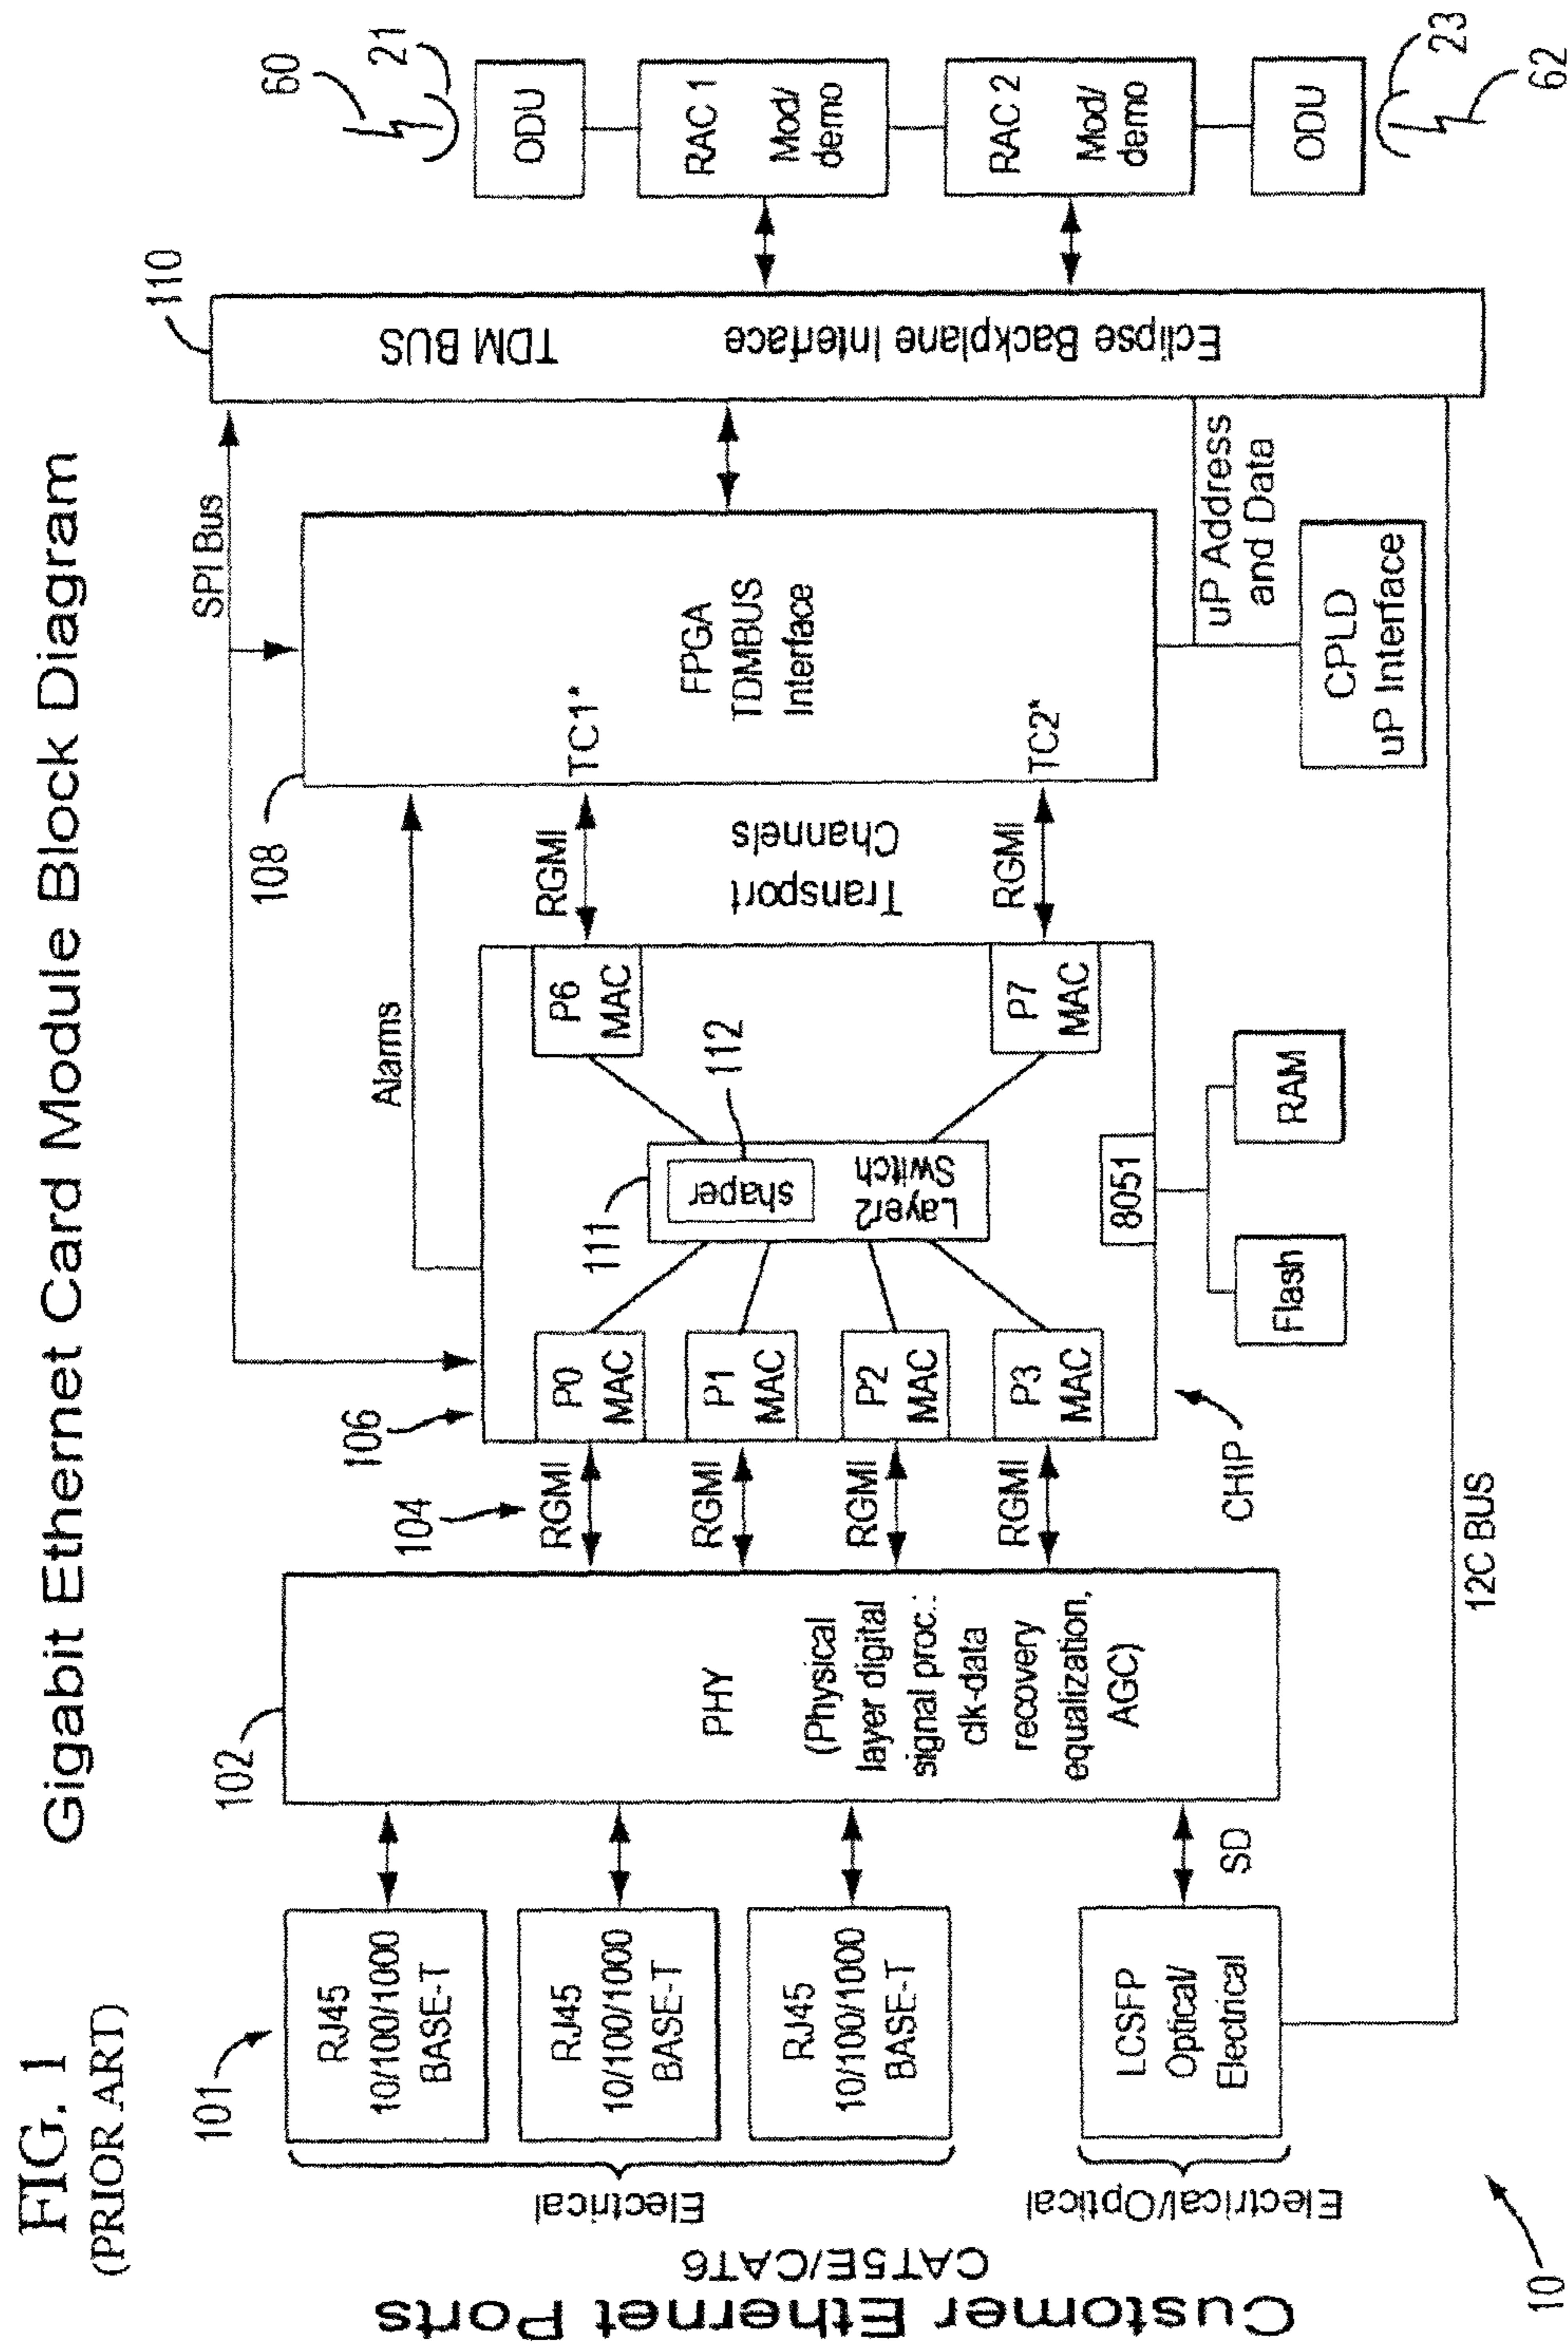 FIG. 1
(PRIOR ART)
Gigabit Ethernet Card Module Block Diagram
Customer Ethernet Ports
CAT5E/CAT6
Electrical
Electrical/Optical
101
RJ45
10/100/1000
BASE-T
RJ45
10/100/1000
BASE-T
RJ45
10/100/1000
BASE-T
LCSFP
Optical/
Electrical
SD
102
PHY
(Physical
layer digital
signal proc.:
clk-data
recovery
equalization,
AGC)
104
RGMI
RGMI
RGMI
RGMI
106
P0
MAC
P1
MAC
P2
MAC
P3
MAC
CHIP
111
112
shaper
Layer2
Switch
P6
MAC
P7
MAC
8051
Flash
RAM
Alarms
SPI Bus
RGMI
Transport
Channels
RGMI
108
TC1*
TC2*
FPGA
TDMBUS
Interface
CPLD
uP Interface
uP Address
and Data
12C BUS
110
TDM BUS
Eclipse Backplane Interface
60
21
ODU
RAC 1
Mod/
demo
RAC 2
Mod/
demo
ODU
23
62
10